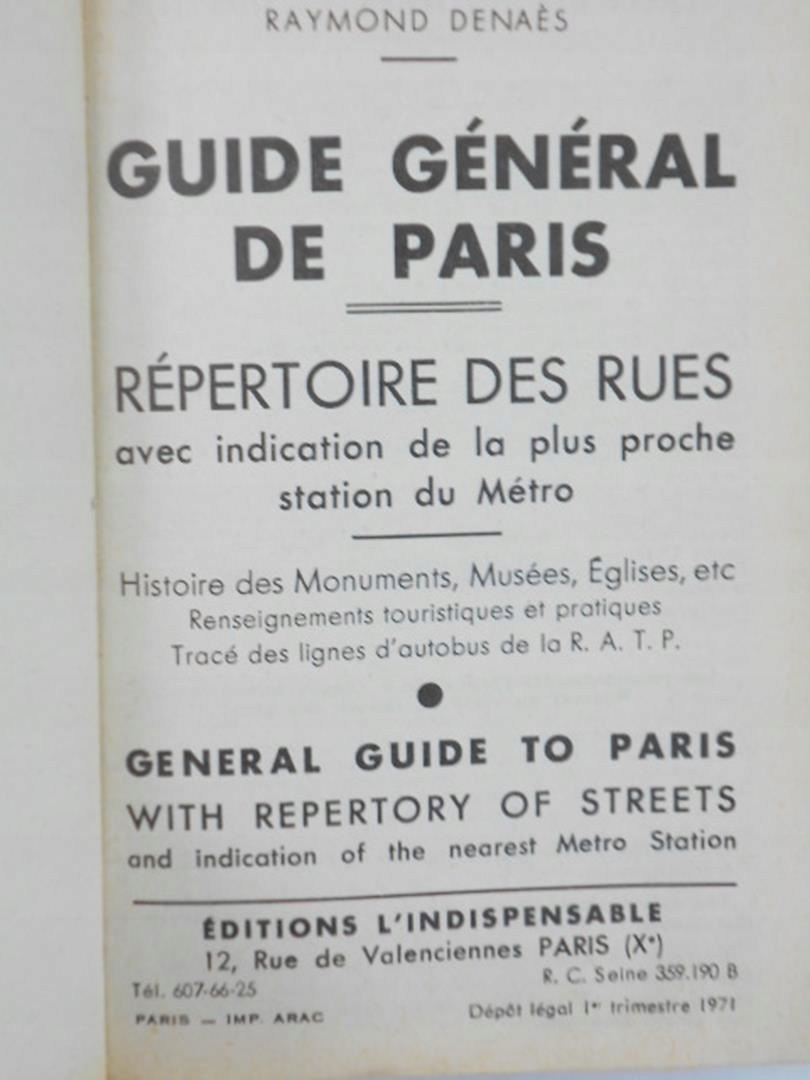 RAYMOND DENAÈS
GUIDE GÉNÉRAL
DE PARIS
RÉPERTOIRE DES RUES
avec indication de la plus proche
station du Métro
Histoire des Monuments, Musées, Églises, etc
Renseignements touristiques et pratiques
Tracé des lignes d'autobus de la R. A. T. P.
GENERAL GUIDE TO PARIS
WITH REPERTORY OF STREETS
and indication of the nearest Metro Station
ÉDITIONS L'INDISPENSABLE
12, Rue de Valenciennes PARIS (Xᵉ)
Tél. 607-66-25 R. C. Seine 359.190 B
PARIS — IMP. ARAC Dépôt légal 1ᵉʳ trimestre 1971